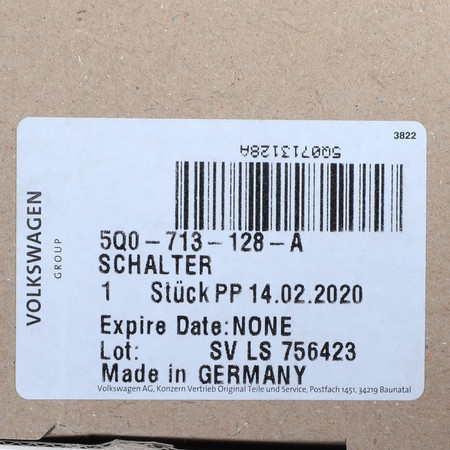 3822
5Q0713128A
VOLKSWAGEN
GROUP
5Q0-713-128-A
SCHALTER
1 Stück PP 14.02.2020
Expire Date: NONE
Lot: SV LS 756423
Made in GERMANY
Volkswagen AG, Konzern Vertrieb Original Teile und Service, Postfach 1451, 34219 Baunatal